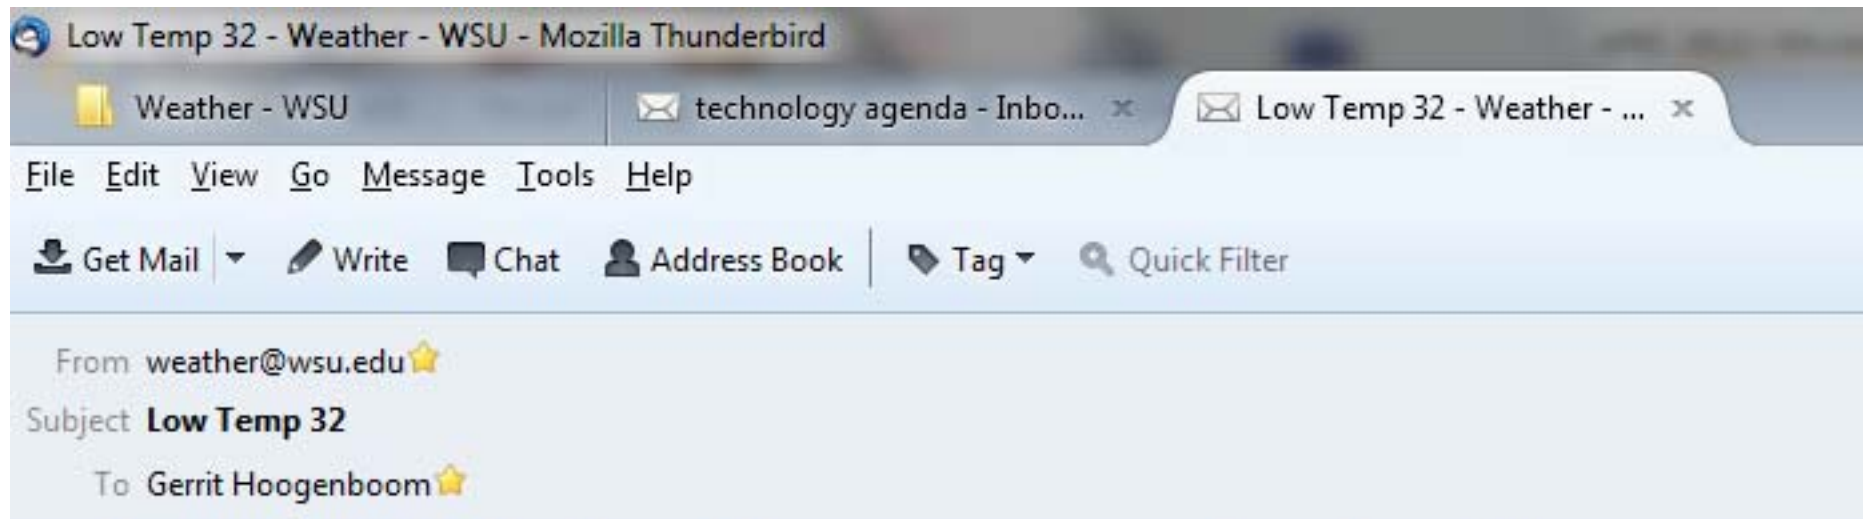 Low Temp 32 - Weather - WSU - Mozilla Thunderbird
Weather - WSU technology agenda - Inbo... Low Temp 32 - Weather - ...
File Edit View Go Message Tools Help
Get Mail Write Chat Address Book Tag Quick Filter
From weather@wsu.edu
Subject Low Temp 32
To Gerrit Hoogenboom